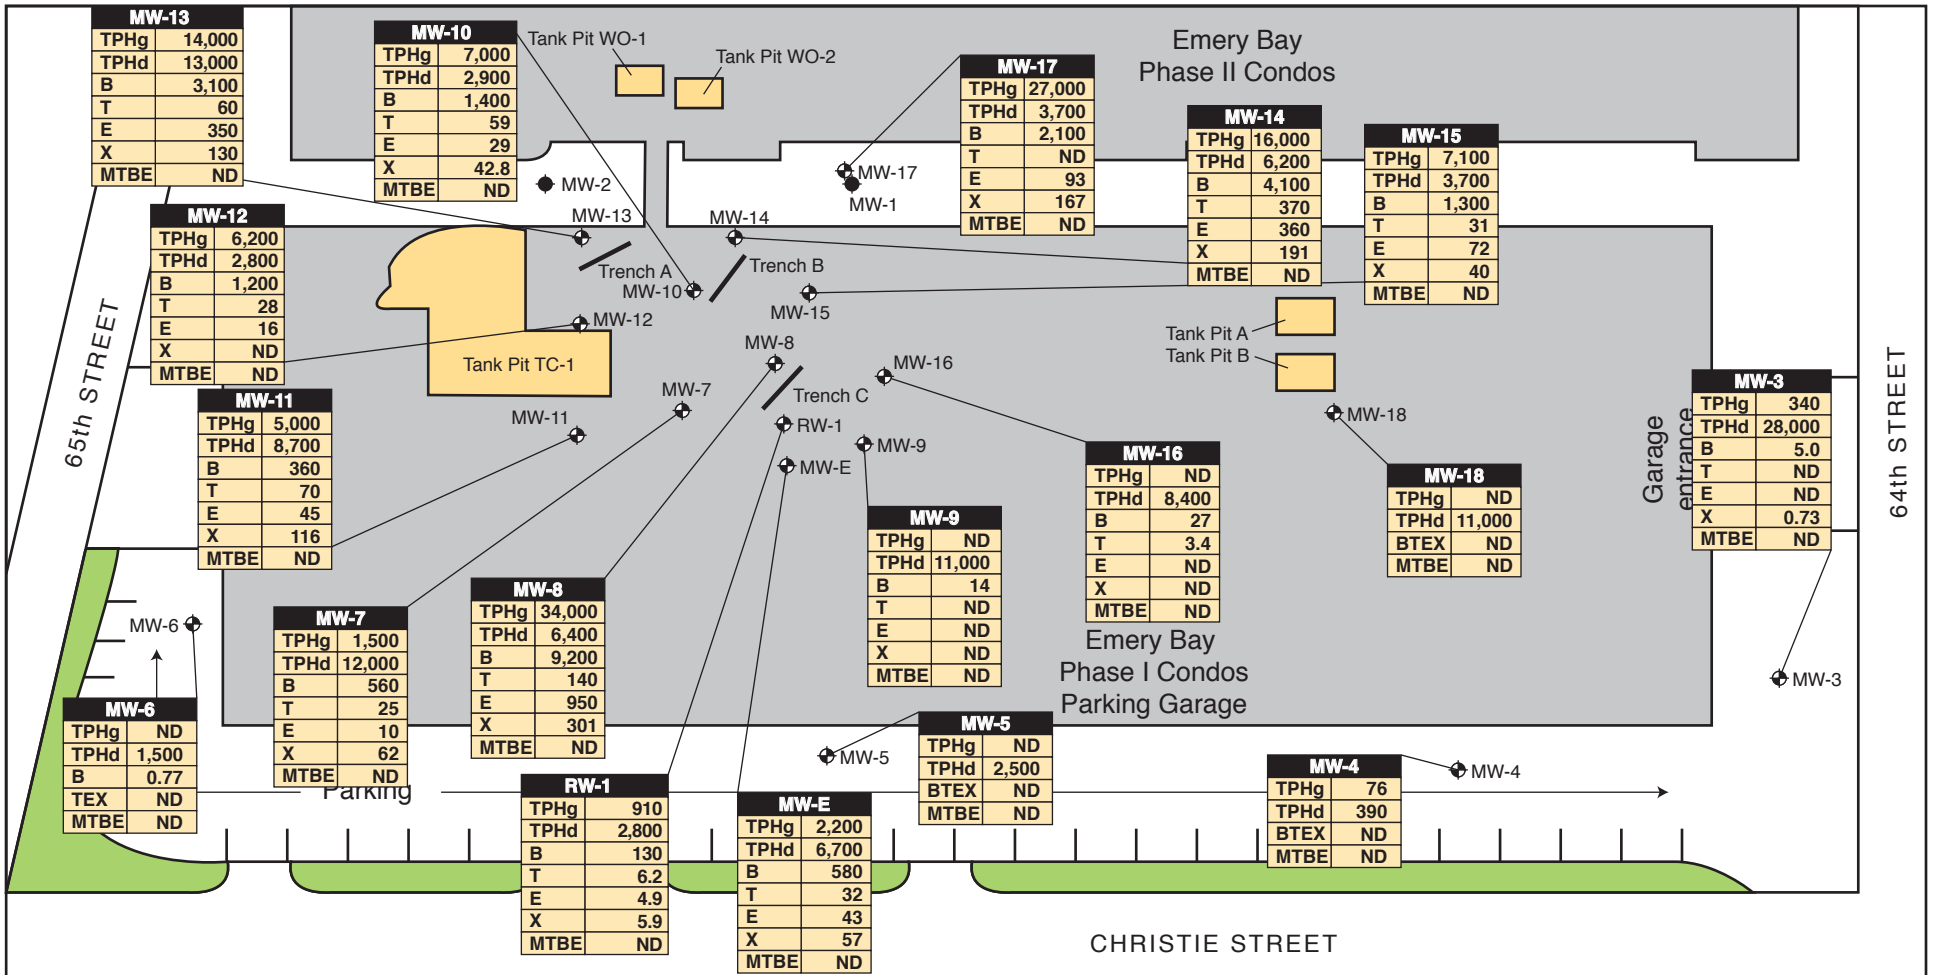 MW-13
TPHg 14,000
TPHd 13,000
B 3,100
T 60
E 350
X 130
MTBE ND
MW-10
TPHg 7,000
TPHd 2,900
B 1,400
T 59
E 29
X 42.8
MTBE ND
Tank Pit WO-1
Tank Pit WO-2
MW-17
TPHg 27,000
TPHd 3,700
B 2,100
T ND
E 93
X 167
MTBE ND
Emery Bay
Phase II Condos
MW-14
TPHg 16,000
TPHd 6,200
B 4,100
T 370
E 360
X 191
MTBE ND
MW-15
TPHg 7,100
TPHd 3,700
B 1,300
T 31
E 72
X 40
MTBE ND
MW-2
MW-17
MW-1
MW-13
MW-14
MW-12
TPHg 6,200
TPHd 2,800
B 1,200
T 28
E 16
X ND
MTBE ND
Trench A
Trench B
MW-10
MW-15
MW-12
Tank Pit TC-1
65th STREET
MW-8
MW-16
MW-7
Trench C
MW-11
RW-1
MW-9
MW-E
Tank Pit A
Tank Pit B
MW-18
Garage
entrance
64th STREET
MW-3
TPHg 340
TPHd 28,000
B 5.0
T ND
E ND
X 0.73
MTBE ND
MW-11
TPHg 5,000
TPHd 8,700
B 360
T 70
E 45
X 116
MTBE ND
MW-16
TPHg ND
TPHd 8,400
B 27
T 3.4
E ND
X ND
MTBE ND
MW-18
TPHg ND
TPHd 11,000
BTEX ND
MTBE ND
MW-9
TPHg ND
TPHd 11,000
B 14
T ND
E ND
X ND
MTBE ND
MW-8
TPHg 34,000
TPHd 6,400
B 9,200
T 140
E 950
X 301
MTBE ND
MW-7
TPHg 1,500
TPHd 12,000
B 560
T 25
E 10
X 62
MTBE ND
MW-6
Emery Bay
Phase I Condos
Parking Garage
MW-3
MW-6
TPHg ND
TPHd 1,500
B 0.77
TEX ND
MTBE ND
Parking
MW-5
MW-5
TPHg ND
TPHd 2,500
BTEX ND
MTBE ND
MW-4
TPHg 76
TPHd 390
BTEX ND
MTBE ND
MW-4
RW-1
TPHg 910
TPHd 2,800
B 130
T 6.2
E 4.9
X 5.9
MTBE ND
MW-E
TPHg 2,200
TPHd 6,700
B 580
T 32
E 43
X 57
MTBE ND
CHRISTIE STREET